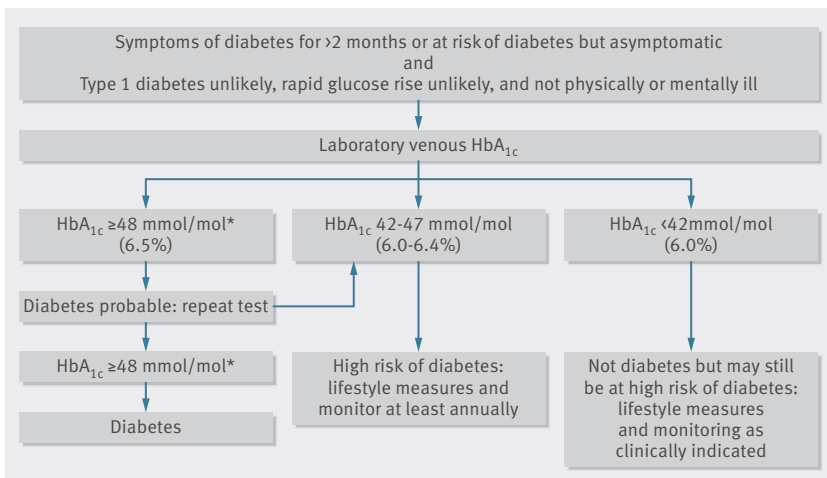 Symptoms of diabetes for >2 months or at risk of diabetes but asymptomatic
and
Type 1 diabetes unlikely, rapid glucose rise unlikely, and not physically or mentally ill
Laboratory venous HbA1c
HbA1c ≥48 mmol/mol*
(6.5%)
HbA1c 42-47 mmol/mol
(6.0-6.4%)
HbA1c <42mmol/mol
(6.0%)
Diabetes probable: repeat test
HbA1c ≥48 mmol/mol*
Diabetes
High risk of diabetes:
lifestyle measures and
monitor at least annually
Not diabetes but may still
be at high risk of diabetes:
lifestyle measures
and monitoring as
clinically indicated